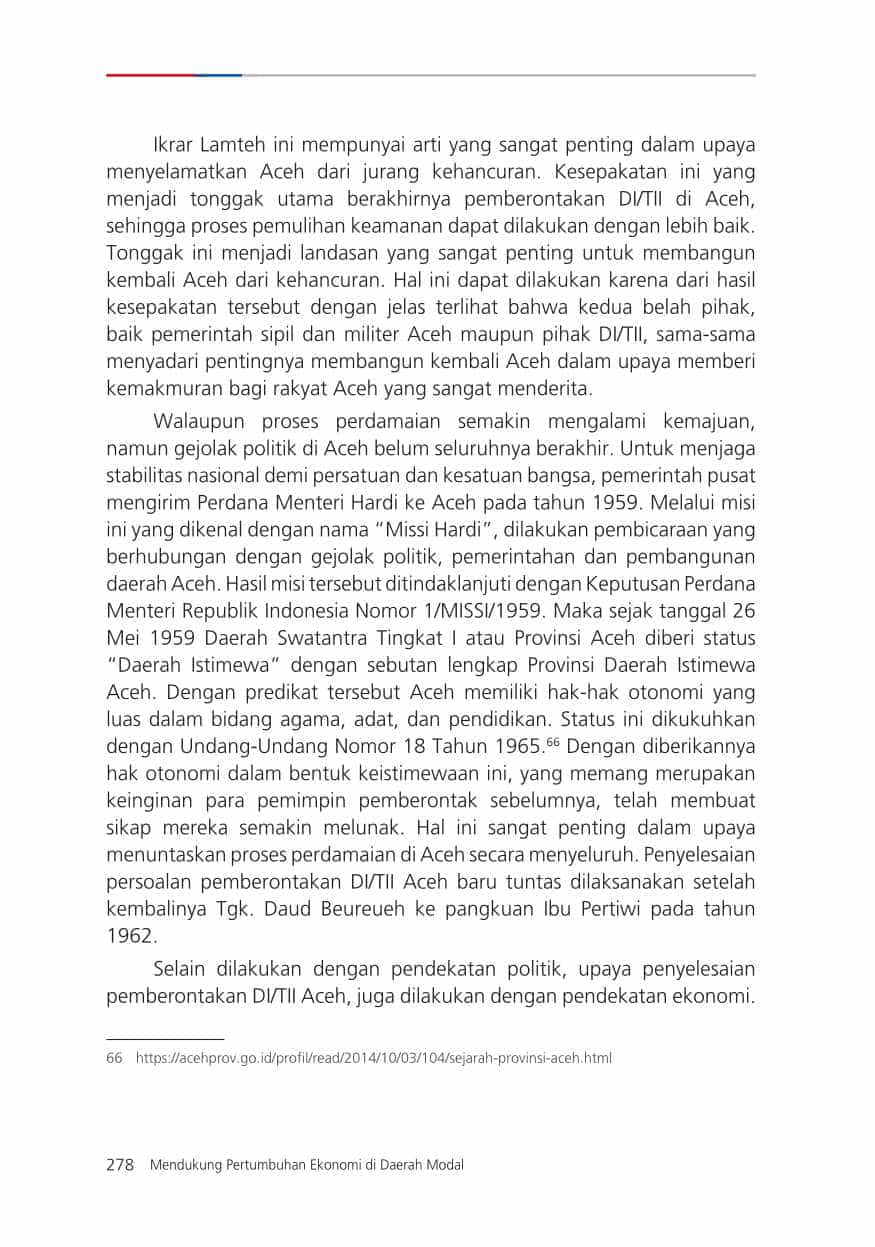 Ikrar Lamteh ini mempunyai arti yang sangat penting dalam upaya
menyelamatkan Aceh dari jurang kehancuran. Kesepakatan ini yang
menjadi tonggak utama berakhirnya pemberontakan DI/TII di Aceh,
sehingga proses pemulihan keamanan dapat dilakukan dengan lebih baik.
Tonggak ini menjadi landasan yang sangat penting untuk membangun
kembali Aceh dari kehancuran. Hal ini dapat dilakukan karena dari hasil
kesepakatan tersebut dengan jelas terlihat bahwa kedua belah pihak,
baik pemerintah sipil dan militer Aceh maupun pihak DI/TII, sama-sama
menyadari pentingnya membangun kembali Aceh dalam upaya memberi
kemakmuran bagi rakyat Aceh yang sangat menderita.
Walaupun proses perdamaian semakin mengalami kemajuan,
namun gejolak politik di Aceh belum seluruhnya berakhir. Untuk menjaga
stabilitas nasional demi persatuan dan kesatuan bangsa, pemerintah pusat
mengirim Perdana Menteri Hardi ke Aceh pada tahun 1959. Melalui misi
ini yang dikenal dengan nama “Missi Hardi”, dilakukan pembicaraan yang
berhubungan dengan gejolak politik, pemerintahan dan pembangunan
daerah Aceh. Hasil misi tersebut ditindaklanjuti dengan Keputusan Perdana
Menteri Republik Indonesia Nomor 1/MISSI/1959. Maka sejak tanggal 26
Mei 1959 Daerah Swatantra Tingkat I atau Provinsi Aceh diberi status
“Daerah Istimewa” dengan sebutan lengkap Provinsi Daerah Istimewa
Aceh. Dengan predikat tersebut Aceh memiliki hak-hak otonomi yang
luas dalam bidang agama, adat, dan pendidikan. Status ini dikukuhkan
dengan Undang-Undang Nomor 18 Tahun 1965.66 Dengan diberikannya
hak otonomi dalam bentuk keistimewaan ini, yang memang merupakan
keinginan para pemimpin pemberontak sebelumnya, telah membuat
sikap mereka semakin melunak. Hal ini sangat penting dalam upaya
menuntaskan proses perdamaian di Aceh secara menyeluruh. Penyelesaian
persoalan pemberontakan DI/TII Aceh baru tuntas dilaksanakan setelah
kembalinya Tgk. Daud Beureueh ke pangkuan Ibu Pertiwi pada tahun
1962.
Selain dilakukan dengan pendekatan politik, upaya penyelesaian
pemberontakan DI/TII Aceh, juga dilakukan dengan pendekatan ekonomi.
66 https://acehprov.go.id/profil/read/2014/10/03/104/sejarah-provinsi-aceh.html
278 Mendukung Pertumbuhan Ekonomi di Daerah Modal